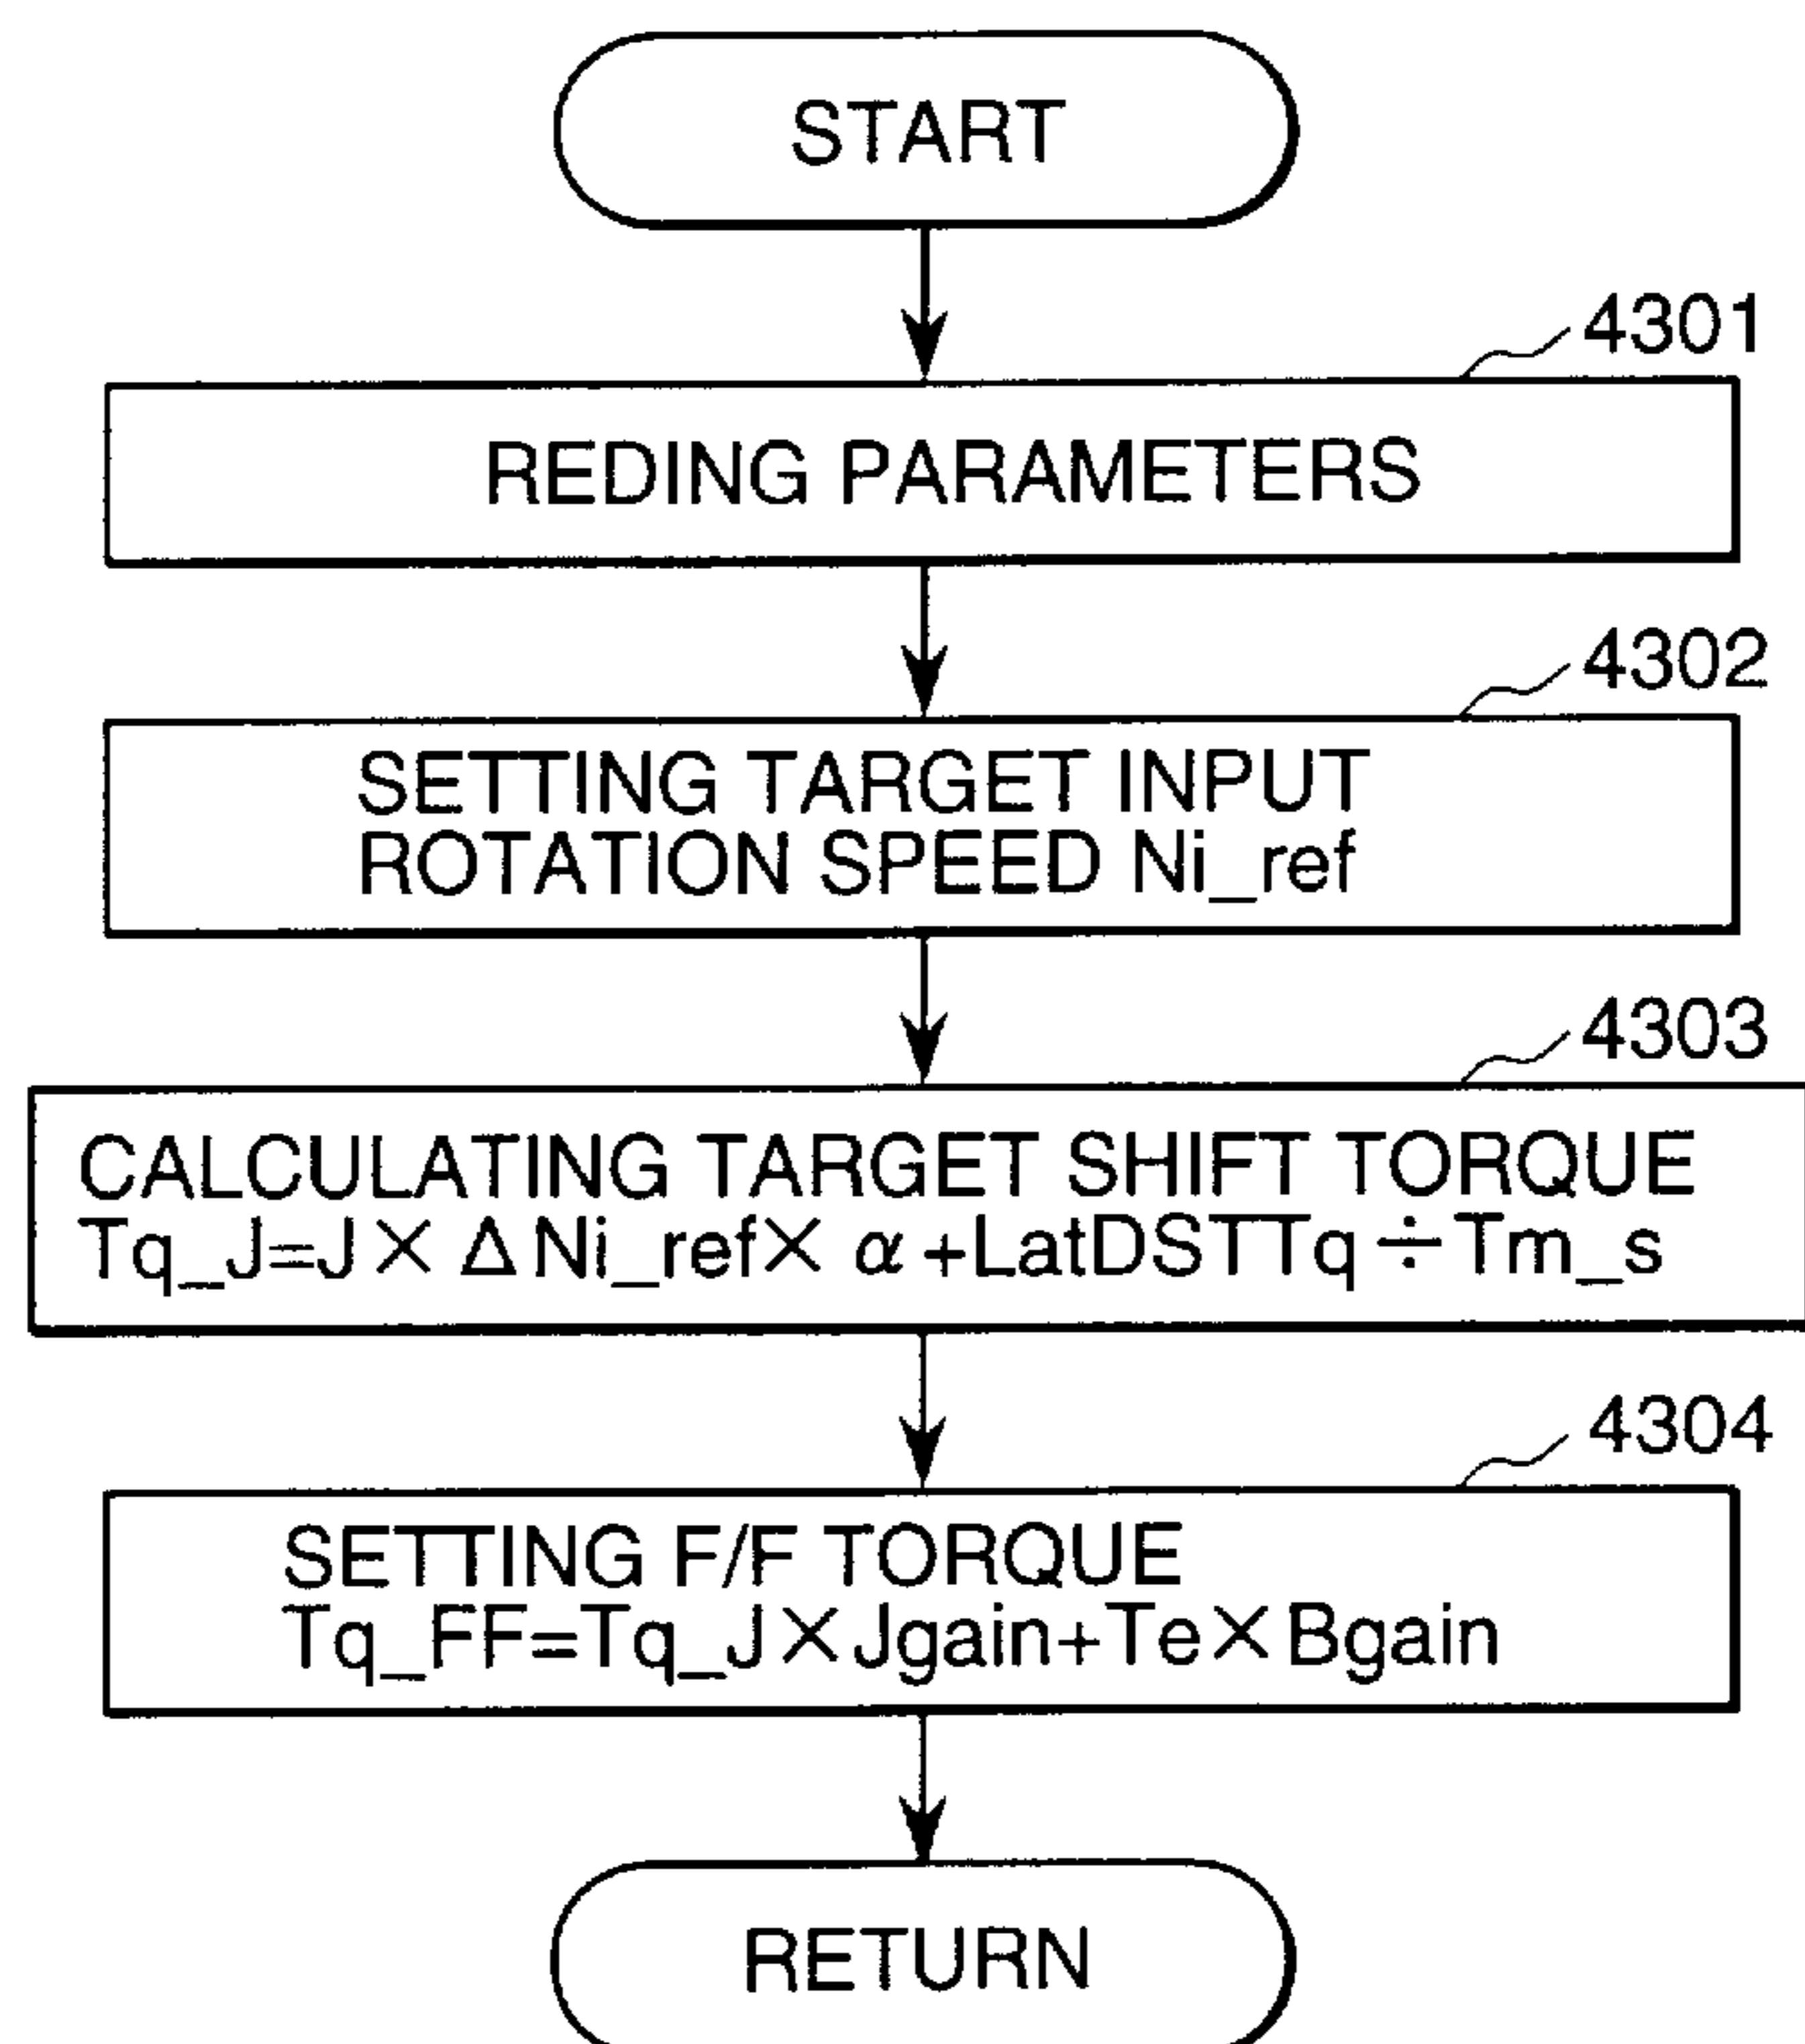 START
4301
REDING PARAMETERS
4302
SETTING TARGET INPUT
ROTATION SPEED Ni_ref
4303
CALCULATING TARGET SHIFT TORQUE
Tq_J=J×ΔNi_ref×α+LatDSTTq÷Tm_s
4304
SETTING F/F TORQUE
Tq_FF=Tq_J×Jgain+Te×Bgain
RETURN